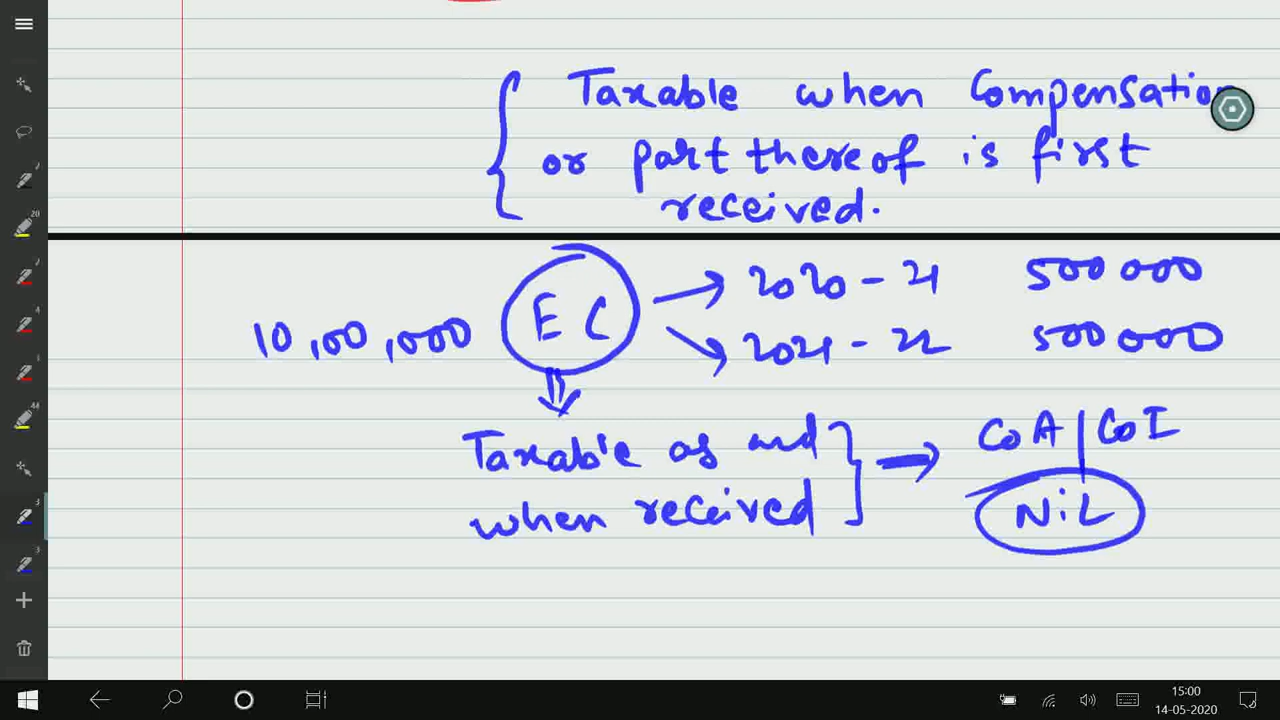 Taxable when Compensation
or part thereof is first
received.
10,00,000 EC → 2020-21 500000
→ 2021-22 500000
Taxable as and → CoA | CoI
when received NiL
15:00
14-05-2020